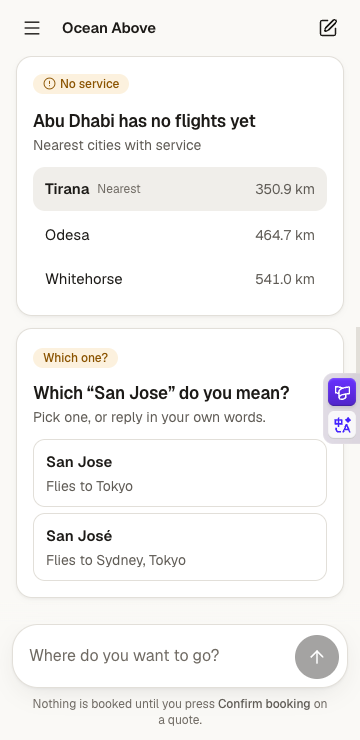 Ocean Above
No service
Abu Dhabi has no flights yet
Nearest cities with service
Tirana Nearest 350.9 km
Odesa 464.7 km
Whitehorse 541.0 km
Which one?
Which “San Jose” do you mean?
Pick one, or reply in your own words.
San Jose
Flies to Tokyo
San José
Flies to Sydney, Tokyo
Where do you want to go?
Nothing is booked until you press Confirm booking on
a quote.
中A